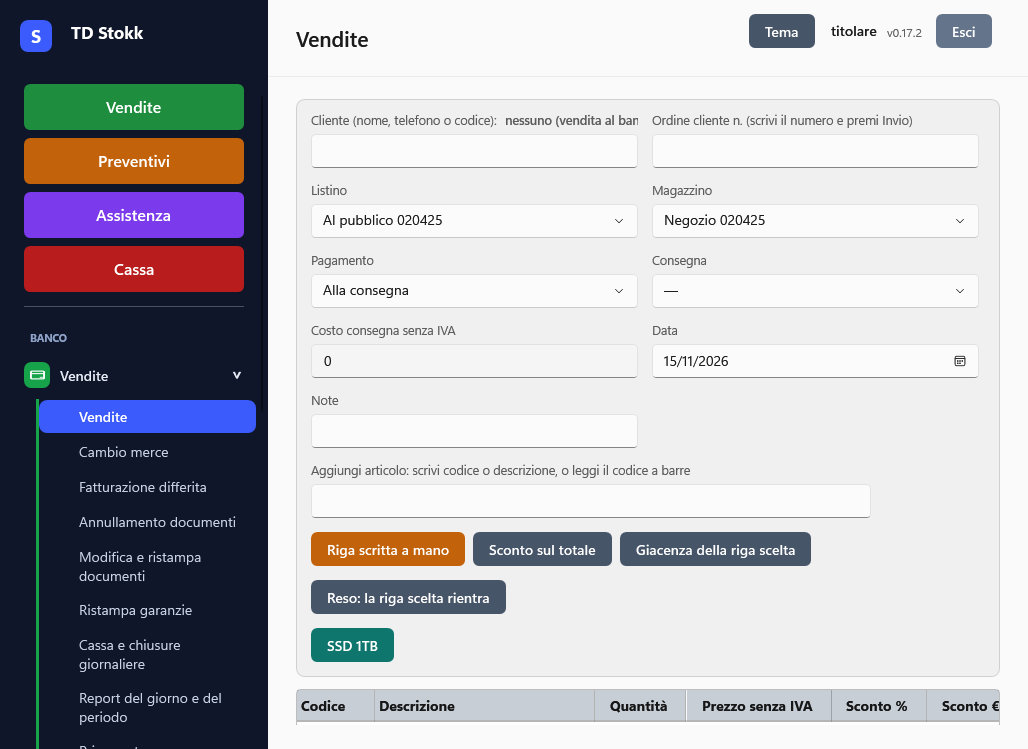 S
TD Stokk
Vendite
Preventivi
Assistenza
Cassa
BANCO
Vendite
Vendite
Cambio merce
Fatturazione differita
Annullamento documenti
Modifica e ristampa
documenti
Ristampa garanzie
Cassa e chiusure
giornaliere
Report del giorno e del
periodo
Vendite
Tema
titolare
v0.17.2
Esci
Cliente (nome, telefono o codice): nessuno (vendita al ban
Ordine cliente n. (scrivi il numero e premi Invio)
Listino
Magazzino
Al pubblico 020425
Negozio 020425
Pagamento
Consegna
Alla consegna
—
Costo consegna senza IVA
Data
0
15/11/2026
Note
Aggiungi articolo: scrivi codice o descrizione, o leggi il codice a barre
Riga scritta a mano
Sconto sul totale
Giacenza della riga scelta
Reso: la riga scelta rientra
SSD 1TB
Codice
Descrizione
Quantità
Prezzo senza IVA
Sconto %
Sconto €